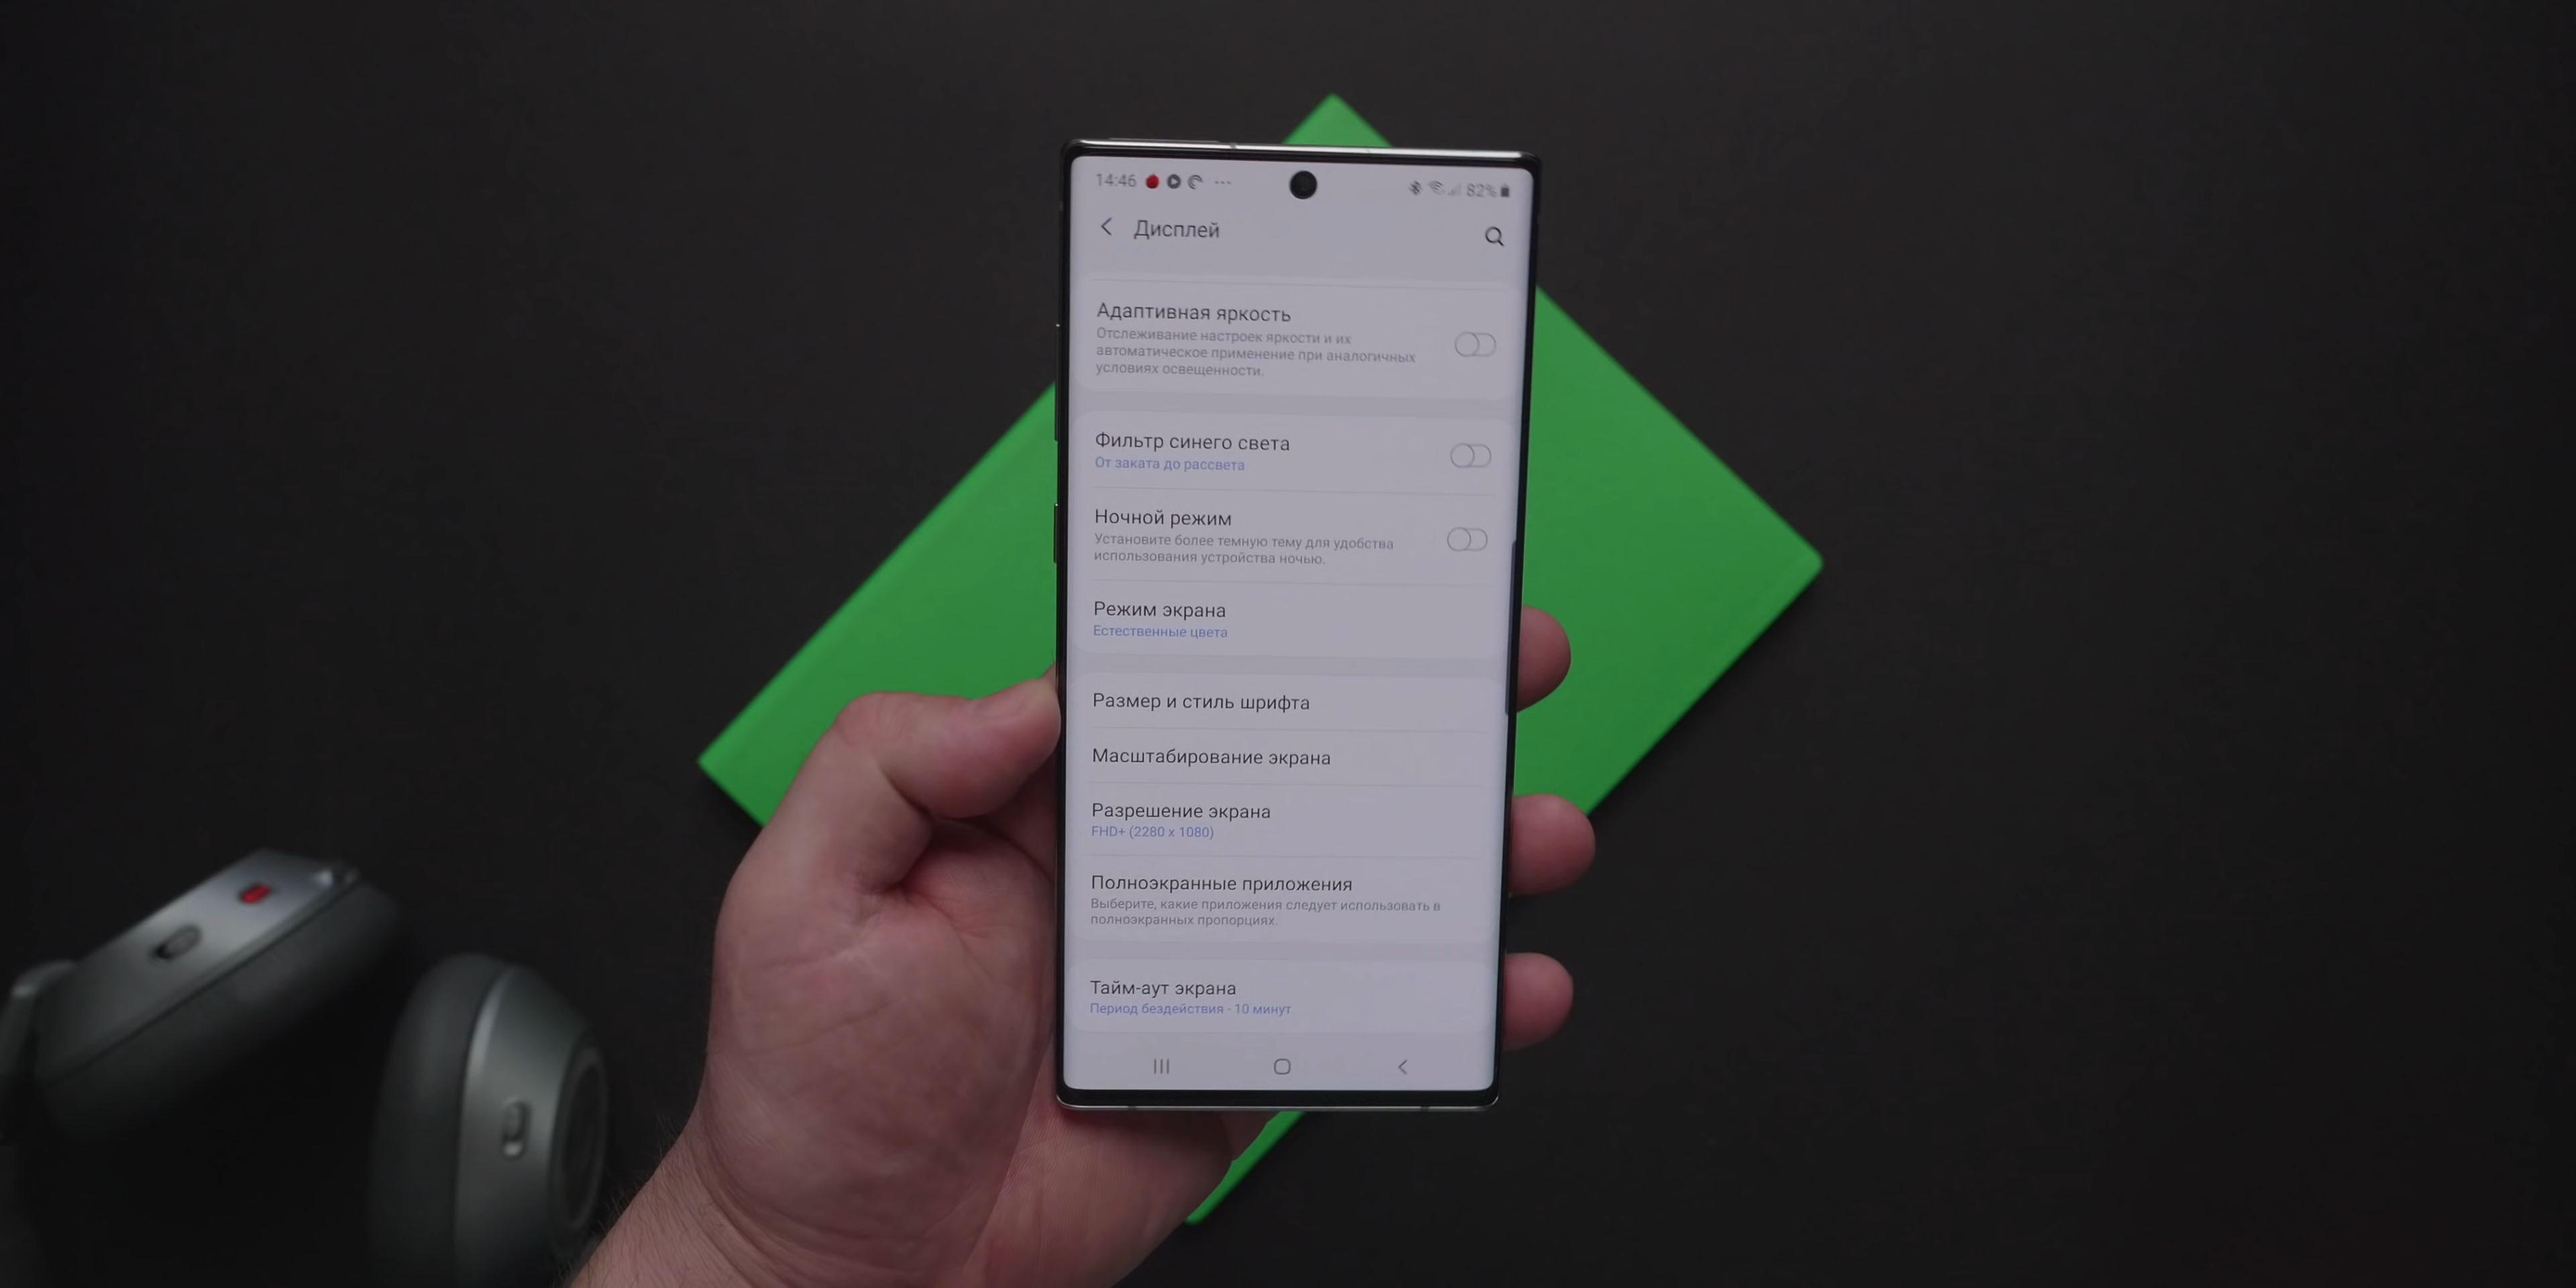 14:46
82%
Дисплей
Адаптивная яркость
Отслеживание настроек яркости и их
автоматическое применение при аналогичных
условиях освещенности.
Фильтр синего света
От заката до рассвета
Ночной режим
Установите более темную тему для удобства
использования устройства ночью.
Режим экрана
Естественные цвета
Размер и стиль шрифта
Масштабирование экрана
Разрешение экрана
FHD+ (2280 x 1080)
Полноэкранные приложения
Выберите, какие приложения следует использовать в
полноэкранных пропорциях.
Тайм-аут экрана
Период бездействия - 10 минут